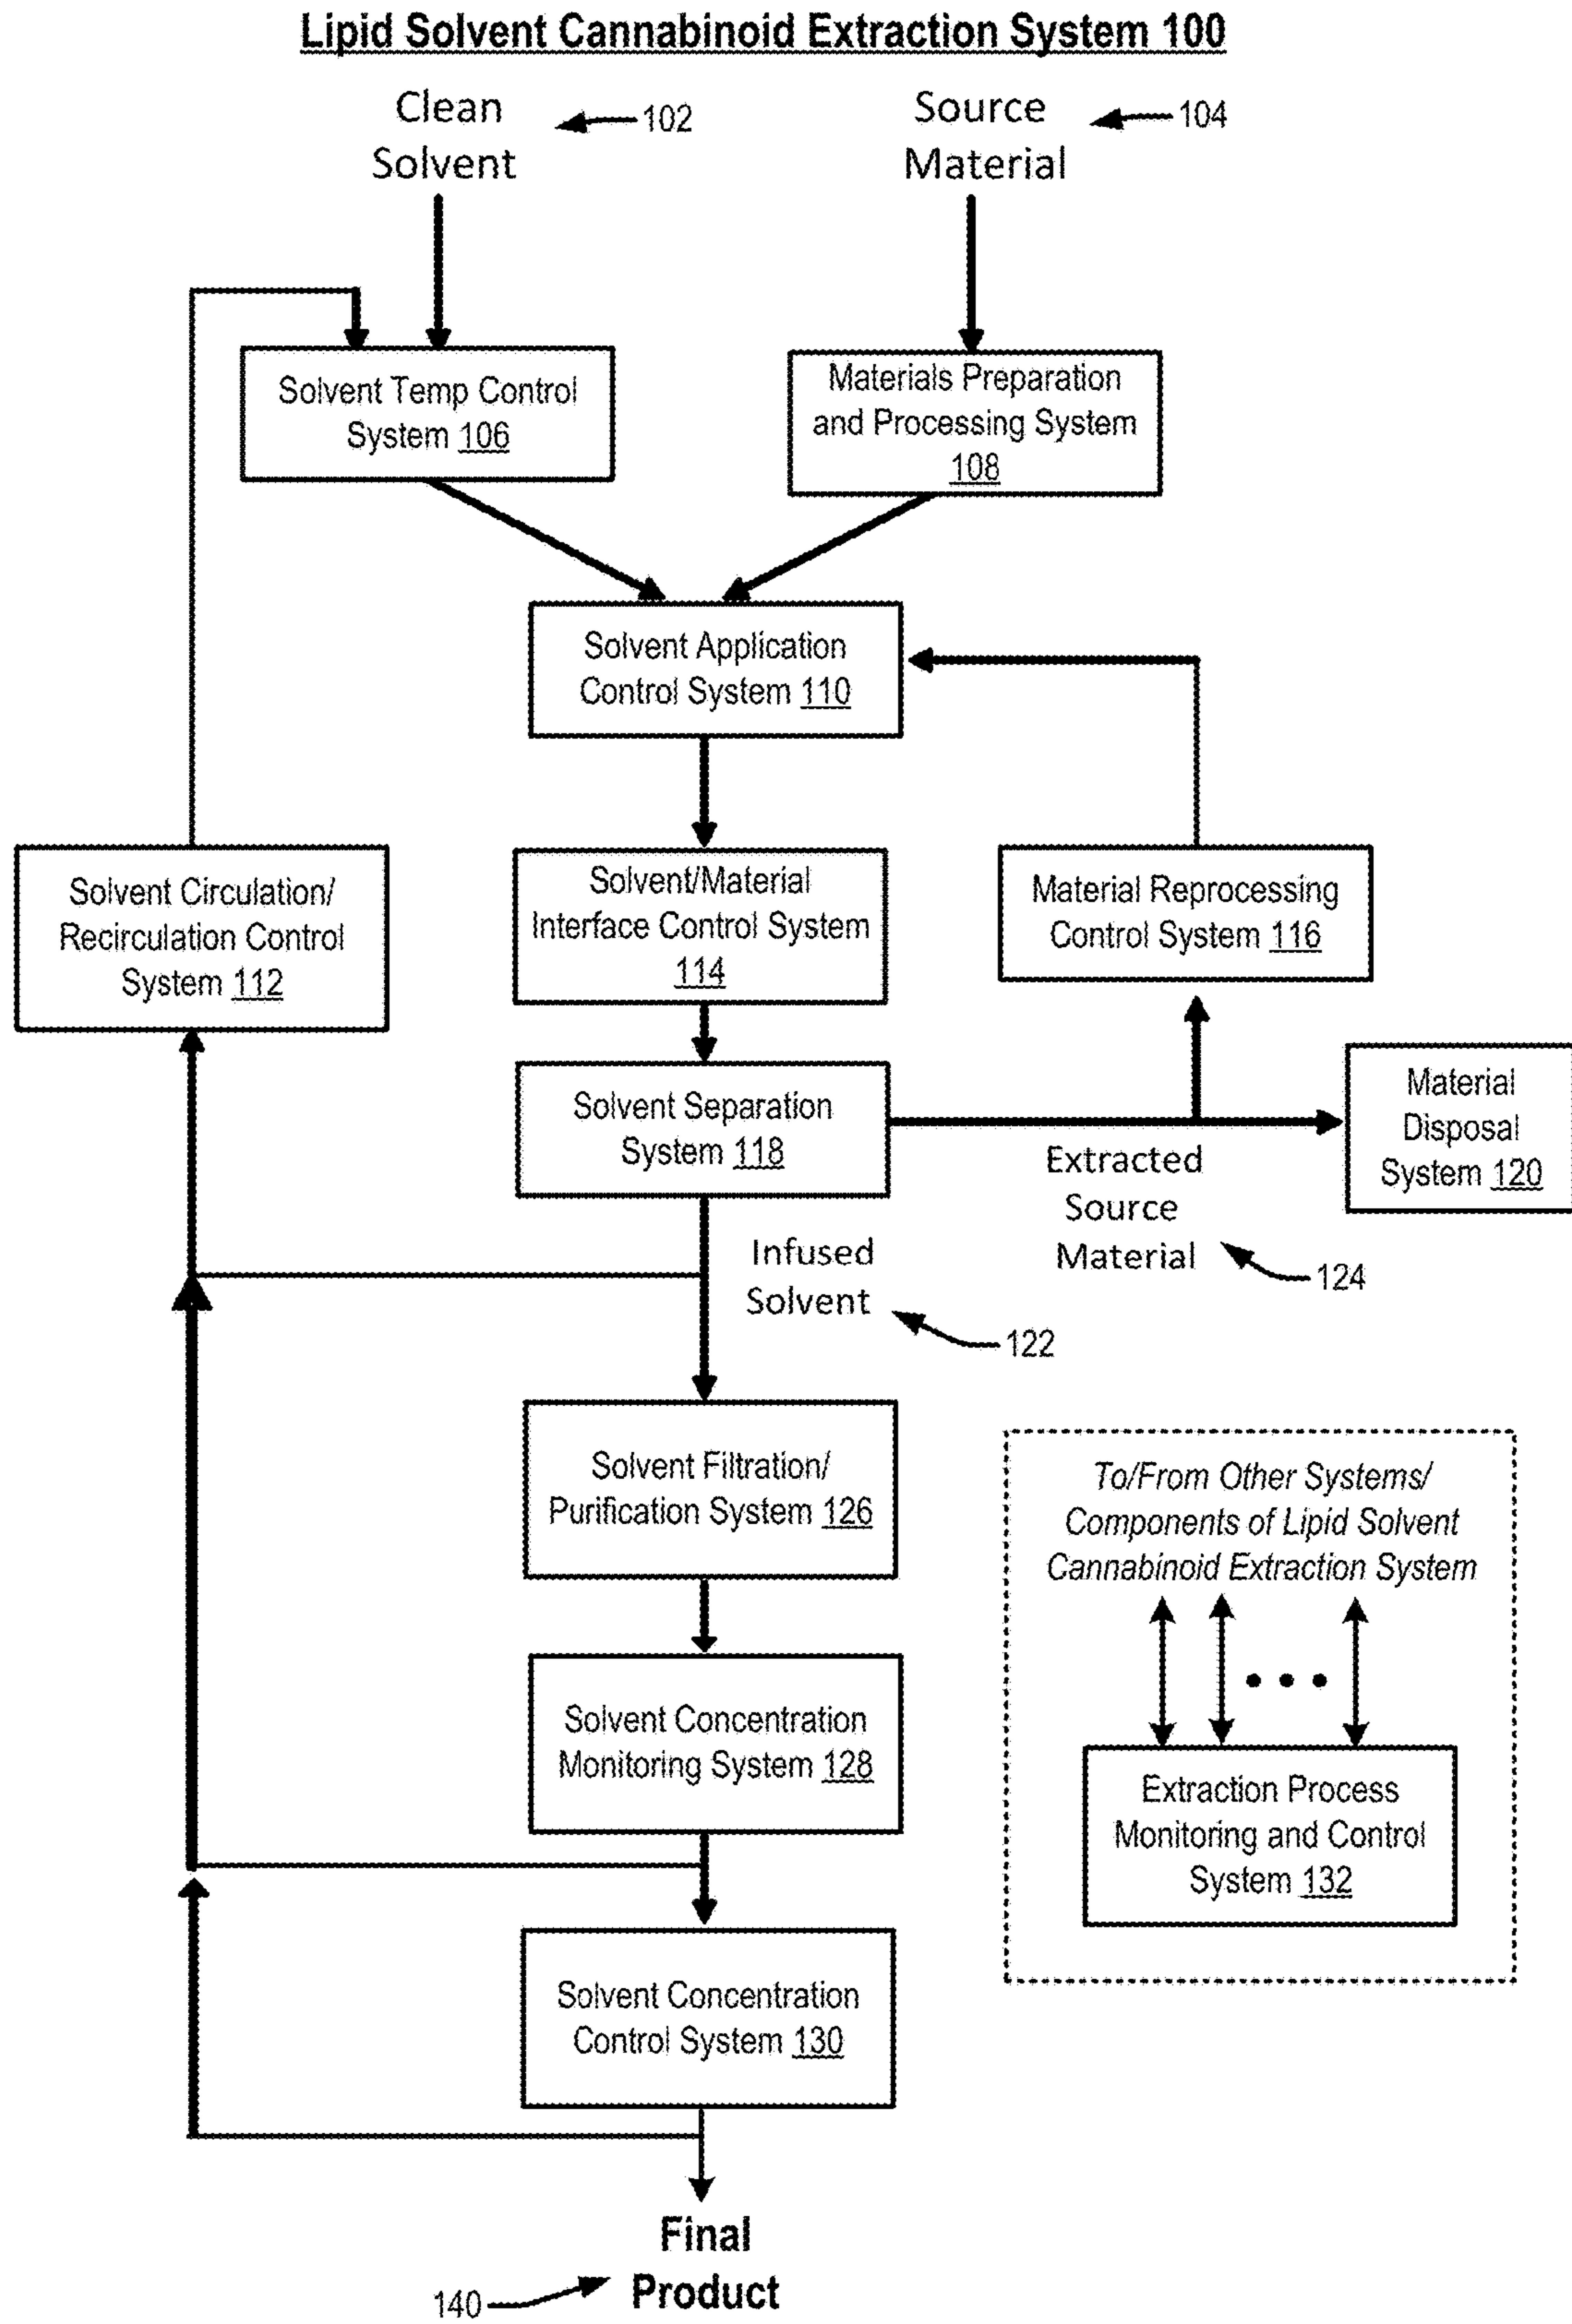 Lipid Solvent Cannabinoid Extraction System 100
Clean
Solvent
102
Source
Material
104
Solvent Temp Control
System 106
Materials Preparation
and Processing System
108
Solvent Application
Control System 110
Solvent Circulation/
Recirculation Control
System 112
Solvent/Material
Interface Control System
114
Material Reprocessing
Control System 116
Solvent Separation
System 118
Material
Disposal
System 120
Extracted
Source
Material
124
Infused
Solvent
122
Solvent Filtration/
Purification System 126
To/From Other Systems/
Components of Lipid Solvent
Cannabinoid Extraction System
Solvent Concentration
Monitoring System 128
Extraction Process
Monitoring and Control
System 132
Solvent Concentration
Control System 130
Final
Product
140